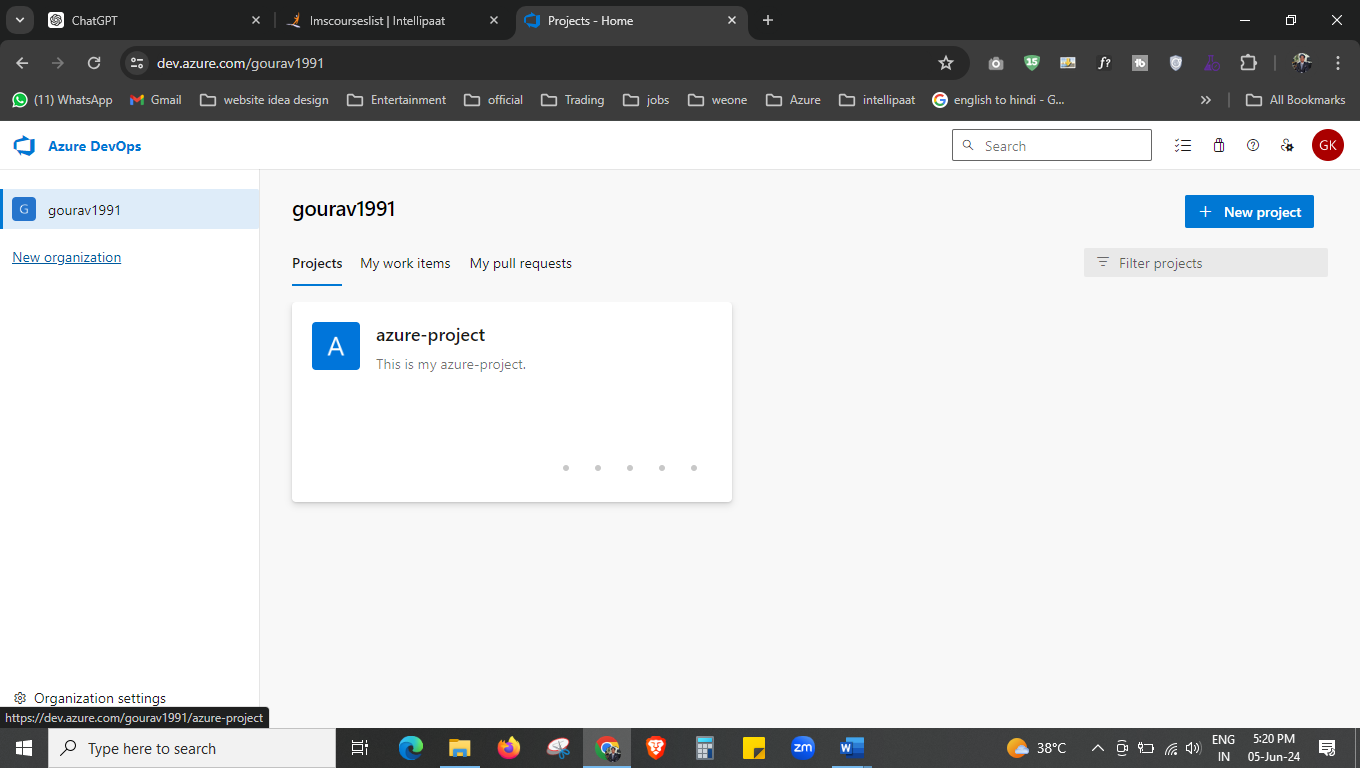 ChatGPT
lmscourseslist | Intellipaat
Projects - Home
dev.azure.com/gourav1991
15
f?
(11) WhatsApp
Gmail
website idea design
Entertainment
official
Trading
jobs
weone
Azure
intellipaat
english to hindi - G...
All Bookmarks
Azure DevOps
Search
GK
G
gourav1991
New organization
gourav1991
New project
Projects
My work items
My pull requests
Filter projects
A
azure-project
This is my azure-project.
Organization settings
https://dev.azure.com/gourav1991/azure-project
Type here to search
zm
W
38°C
ENG
IN
5:20 PM
05-Jun-24